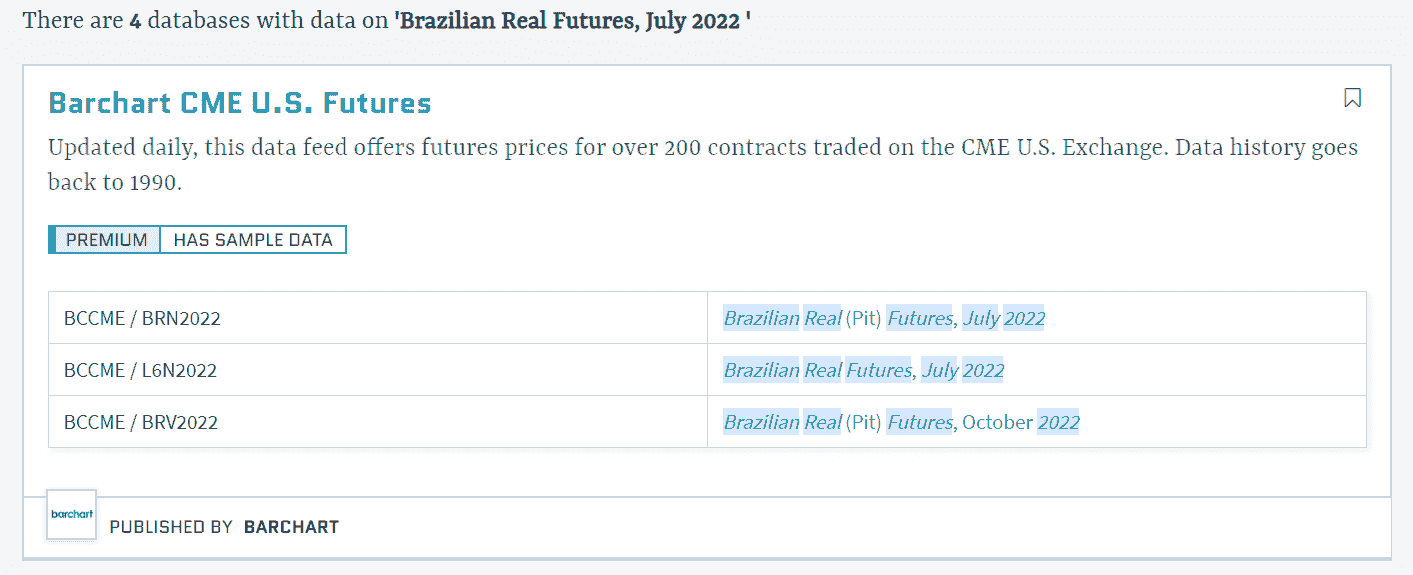 There are 4 databases with data on 'Brazilian Real Futures, July 2022 '
Barchart CME U.S. Futures
Updated daily, this data feed offers futures prices for over 200 contracts traded on the CME U.S. Exchange. Data history goes
back to 1990.
PREMIUM HAS SAMPLE DATA
BCCME / BRN2022 Brazilian Real (Pit) Futures, July 2022
BCCME / L6N2022 Brazilian Real Futures, July 2022
BCCME / BRV2022 Brazilian Real (Pit) Futures, October 2022
barchart
PUBLISHED BY BARCHART